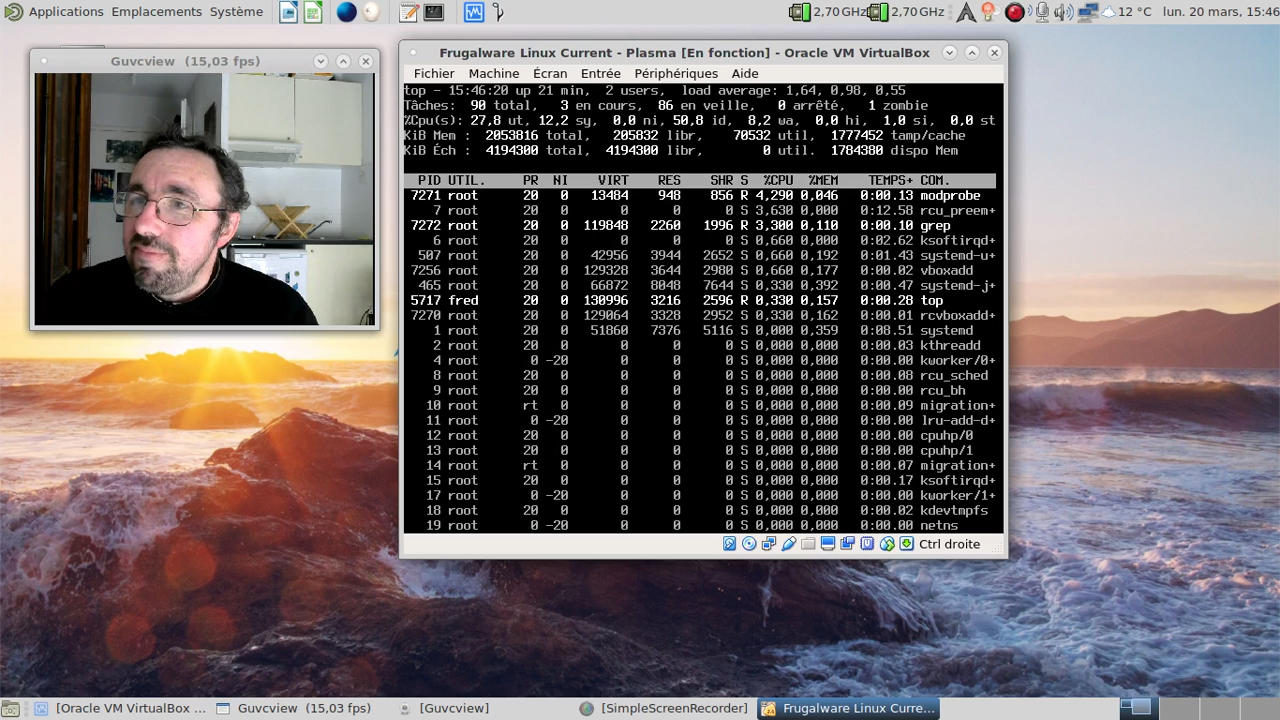 Applications Emplacements Système
2,70 GHz 2,70 GHz 12 °C lun. 20 mars, 15:46
Guvcview (15,03 fps)
Frugalware Linux Current - Plasma [En fonction] - Oracle VM VirtualBox
Fichier Machine Écran Entrée Périphériques Aide
top - 15:46:20 up 21 min, 2 users, load average: 1,64, 0,98, 0,55
Tâches: 90 total, 3 en cours, 86 en veille, 0 arrêté, 1 zombie
%Cpu(s): 27,8 ut, 12,2 sy, 0,0 ni, 50,8 id, 8,2 wa, 0,0 hi, 1,0 si, 0,0 st
KiB Mem : 2053816 total, 205832 libr, 70532 util, 1777452 tamp/cache
KiB Éch : 4194300 total, 4194300 libr, 0 util. 1784380 dispo Mem
PID UTIL. PR NI VIRT RES SHR S %CPU %MEM TEMPS+ COM.
7271 root 20 0 13484 948 856 R 4,290 0,046 0:00.13 modprobe
7 root 20 0 0 0 0 S 3,630 0,000 0:12.58 rcu_preem+
7272 root 20 0 119848 2260 1996 R 3,300 0,110 0:00.10 grep
6 root 20 0 0 0 0 S 0,660 0,000 0:02.62 ksoftirqd+
507 root 20 0 42956 3944 2652 S 0,660 0,192 0:01.43 systemd-u+
7256 root 20 0 129328 3644 2980 S 0,660 0,177 0:00.02 vboxadd
465 root 20 0 66872 8048 7644 S 0,330 0,392 0:00.47 systemd-j+
5717 fred 20 0 130996 3216 2596 R 0,330 0,157 0:00.28 top
7270 root 20 0 129064 3328 2952 S 0,330 0,162 0:00.01 rcvboxadd+
1 root 20 0 51860 7376 5116 S 0,000 0,359 0:08.51 systemd
2 root 20 0 0 0 0 S 0,000 0,000 0:00.03 kthreadd
4 root 0 -20 0 0 0 S 0,000 0,000 0:00.00 kworker/0+
8 root 20 0 0 0 0 S 0,000 0,000 0:00.08 rcu_sched
9 root 20 0 0 0 0 S 0,000 0,000 0:00.00 rcu_bh
10 root rt 0 0 0 0 S 0,000 0,000 0:00.09 migration+
11 root 0 -20 0 0 0 S 0,000 0,000 0:00.00 lru-add-d+
12 root 20 0 0 0 0 S 0,000 0,000 0:00.00 cpuhp/0
13 root 20 0 0 0 0 S 0,000 0,000 0:00.00 cpuhp/1
14 root rt 0 0 0 0 S 0,000 0,000 0:00.07 migration+
15 root 20 0 0 0 0 S 0,000 0,000 0:00.17 ksoftirqd+
17 root 0 -20 0 0 0 S 0,000 0,000 0:00.00 kworker/1+
18 root 20 0 0 0 0 S 0,000 0,000 0:00.02 kdevtmpfs
19 root 0 -20 0 0 0 S 0,000 0,000 0:00.00 netns
Ctrl droite
[Oracle VM VirtualBox ... Guvcview (15,03 fps) [Guvcview] [SimpleScreenRecorder] Frugalware Linux Curre...